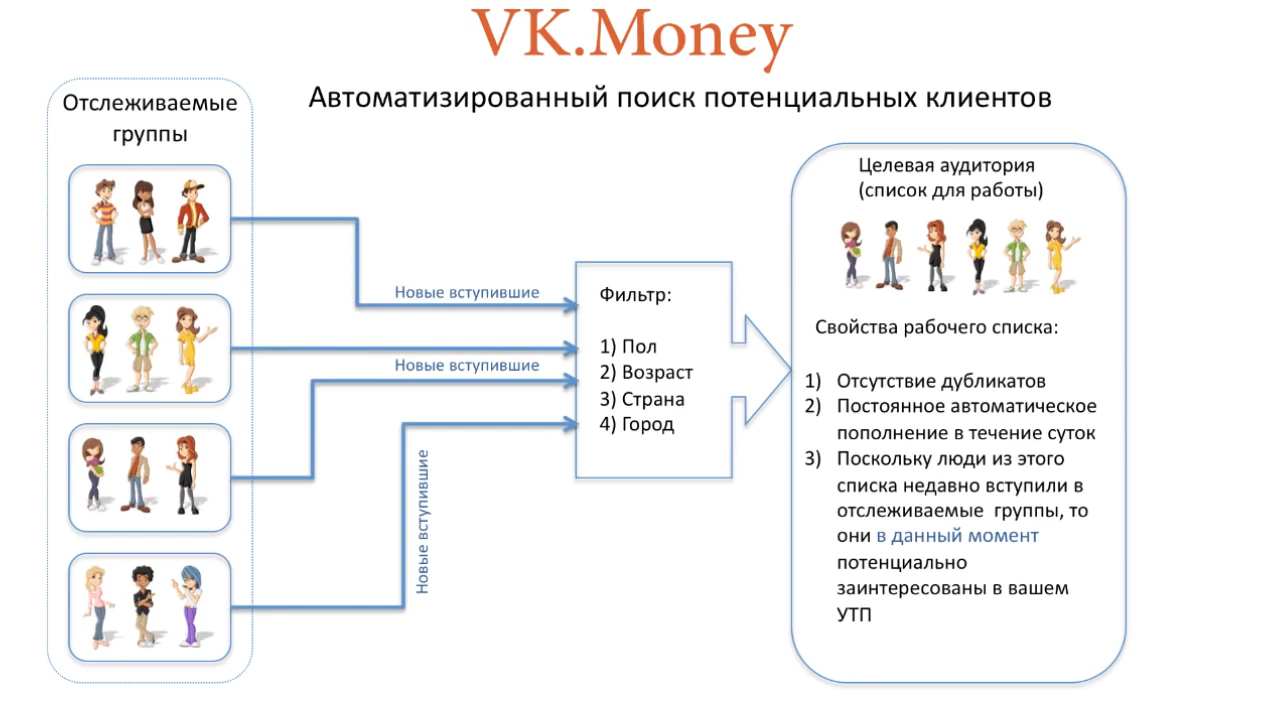 VK.Money
Автоматизированный поиск потенциальных клиентов
Отслеживаемые
группы
Новые вступившие
Новые вступившие
Новые вступившие
Фильтр:
1) Пол
2) Возраст
3) Страна
4) Город
Целевая аудитория
(список для работы)
Свойства рабочего списка:
1) Отсутствие дубликатов
2) Постоянное автоматическое
пополнение в течение суток
3) Поскольку люди из этого
списка недавно вступили в
отслеживаемые группы, то
они в данный момент
потенциально
заинтересованы в вашем
УТП